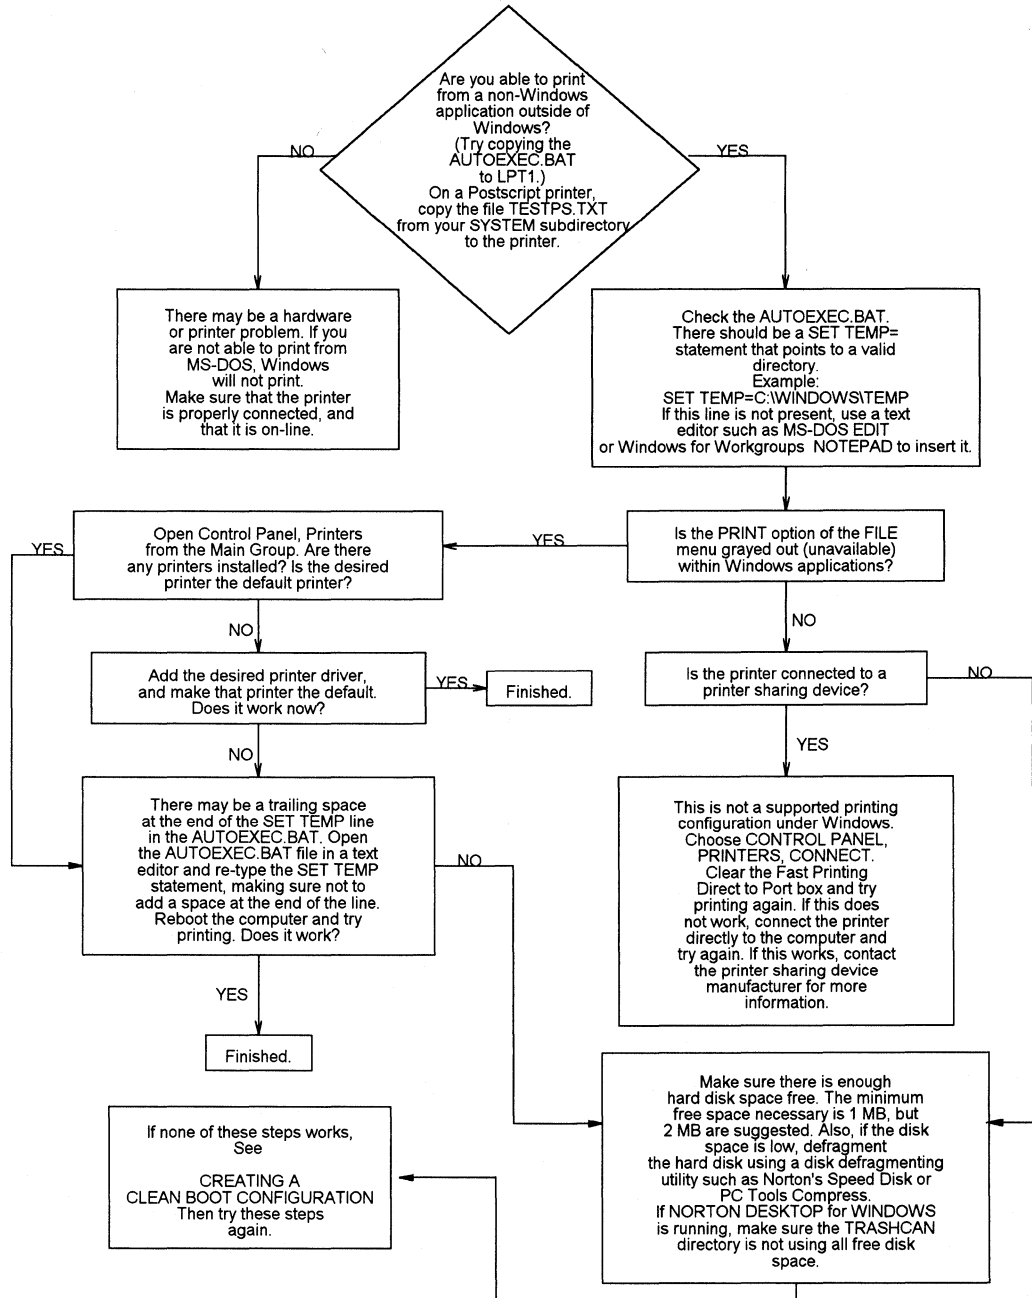 Are you able to print
from a non-Windows
application outside of
Windows?
(Try copying the
AUTOEXEC.BAT
to LPT1.)
On a Postscript printer,
copy the file TESTPS.TXT
from your SYSTEM subdirectory
to the printer.
NO
YES
There may be a hardware
or printer problem. If you
are not able to print from
MS-DOS, Windows
will not print.
Make sure that the printer
is properly connected, and
that it is on-line.
Check the AUTOEXEC.BAT.
There should be a SET TEMP=
statement that points to a valid
directory.
Example:
SET TEMP=C:\WINDOWS\TEMP
If this line is not present, use a text
editor such as MS-DOS EDIT
or Windows for Workgroups NOTEPAD to insert it.
YES
Open Control Panel, Printers
from the Main Group. Are there
any printers installed? Is the desired
printer the default printer?
YES
Is the PRINT option of the FILE
menu grayed out (unavailable)
within Windows applications?
NO
NO
Add the desired printer driver,
and make that printer the default.
Does it work now?
YES
Finished.
Is the printer connected to a
printer sharing device?
NO
NO
YES
There may be a trailing space
at the end of the SET TEMP line
in the AUTOEXEC.BAT. Open
the AUTOEXEC.BAT file in a text
editor and re-type the SET TEMP
statement, making sure not to
add a space at the end of the line.
Reboot the computer and try
printing. Does it work?
NO
This is not a supported printing
configuration under Windows.
Choose CONTROL PANEL,
PRINTERS, CONNECT.
Clear the Fast Printing
Direct to Port box and try
printing again. If this does
not work, connect the printer
directly to the computer and
try again. If this works, contact
the printer sharing device
manufacturer for more
information.
YES
Finished.
If none of these steps works,
See
CREATING A
CLEAN BOOT CONFIGURATION
Then try these steps
again.
Make sure there is enough
hard disk space free. The minimum
free space necessary is 1 MB, but
2 MB are suggested. Also, if the disk
space is low, defragment
the hard disk using a disk defragmenting
utility such as Norton's Speed Disk or
PC Tools Compress.
If NORTON DESKTOP for WINDOWS
is running, make sure the TRASHCAN
directory is not using all free disk
space.